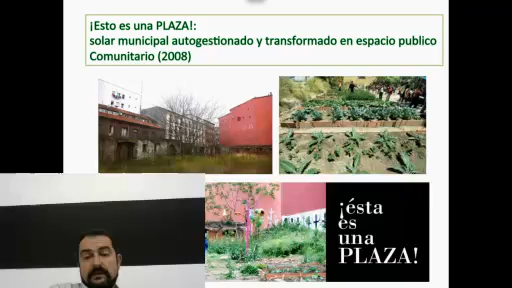 ¡Esto es una PLAZA!:
solar municipal autogestionado y transformado en espacio publico
Comunitario (2008)
¡ésta
es
una
PLAZA!